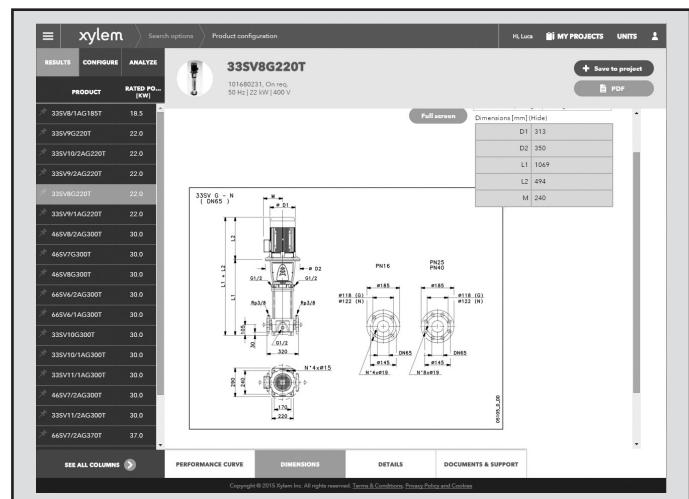 xylem
Search options
Product configuration
Hi, Luca
MY PROJECTS
UNITS
RESULTS
CONFIGURE
ANALYZE
PRODUCT
RATED PO...
[KW]
33SV8/1AG185T 18.5
33SV9G220T 22.0
33SV10/2AG220T 22.0
33SV9/2AG220T 22.0
33SV8G220T 22.0
33SV9/1AG220T 22.0
46SV8/2AG300T 30.0
46SV7G300T 30.0
46SV8G300T 30.0
66SV6/2AG300T 30.0
66SV6/1AG300T 30.0
33SV10G300T 30.0
33SV10/1AG300T 30.0
33SV11/1AG300T 30.0
46SV7/2AG300T 30.0
33SV11/2AG300T 30.0
66SV7/2AG370T 37.0
SEE ALL COLUMNS
33SV8G220T
101680231, On req,
50 Hz | 22 kW | 400 V
+ Save to project
PDF
Full screen
Dimensions [mm] (Hide)
D1 313
D2 350
L1 1069
L2 494
M 240
33SV G - N
( DN65 )
M
ø D1
L2
L1 + L2
L1
ø D2
G1/2
G1/2
Rp3/8
Rp3/8
105
30
G1/2
320
N°4xø15
290
240
170
220
PN16
ø185
ø118 (G)
ø122 (N)
DN65
ø145
N°4xø19
PN25
PN40
ø185
ø118 (G)
ø122 (N)
DN65
ø145
N°8xø19
05105_D_DD
PERFORMANCE CURVE
DIMENSIONS
DETAILS
DOCUMENTS & SUPPORT
Copyright © 2015 Xylem Inc. All rights reserved. Terms & Conditions, Privacy Policy and Cookies